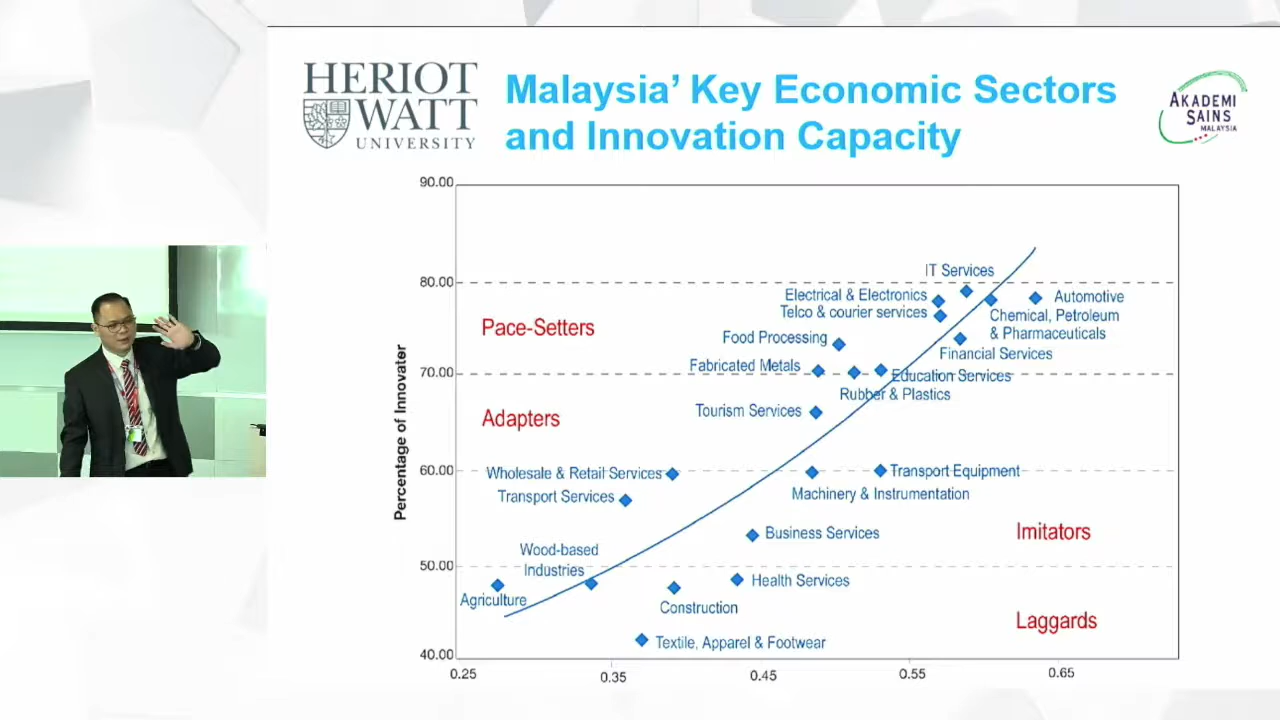 HERIOT
WATT
UNIVERSITY
Malaysia’ Key Economic Sectors
and Innovation Capacity
AKADEMI
SAINS
MALAYSIA
90.00
80.00
70.00
60.00
50.00
40.00
Percentage of Innovater
IT Services
Electrical & Electronics
Automotive
Telco & courier services
Chemical, Petroleum
& Pharmaceuticals
Pace-Setters
Food Processing
Financial Services
Fabricated Metals
Education Services
Rubber & Plastics
Adapters
Tourism Services
Wholesale & Retail Services
Transport Equipment
Transport Services
Machinery & Instrumentation
Business Services
Imitators
Wood-based
Industries
Health Services
Agriculture
Construction
Laggards
Textile, Apparel & Footwear
0.25
0.35
0.45
0.55
0.65